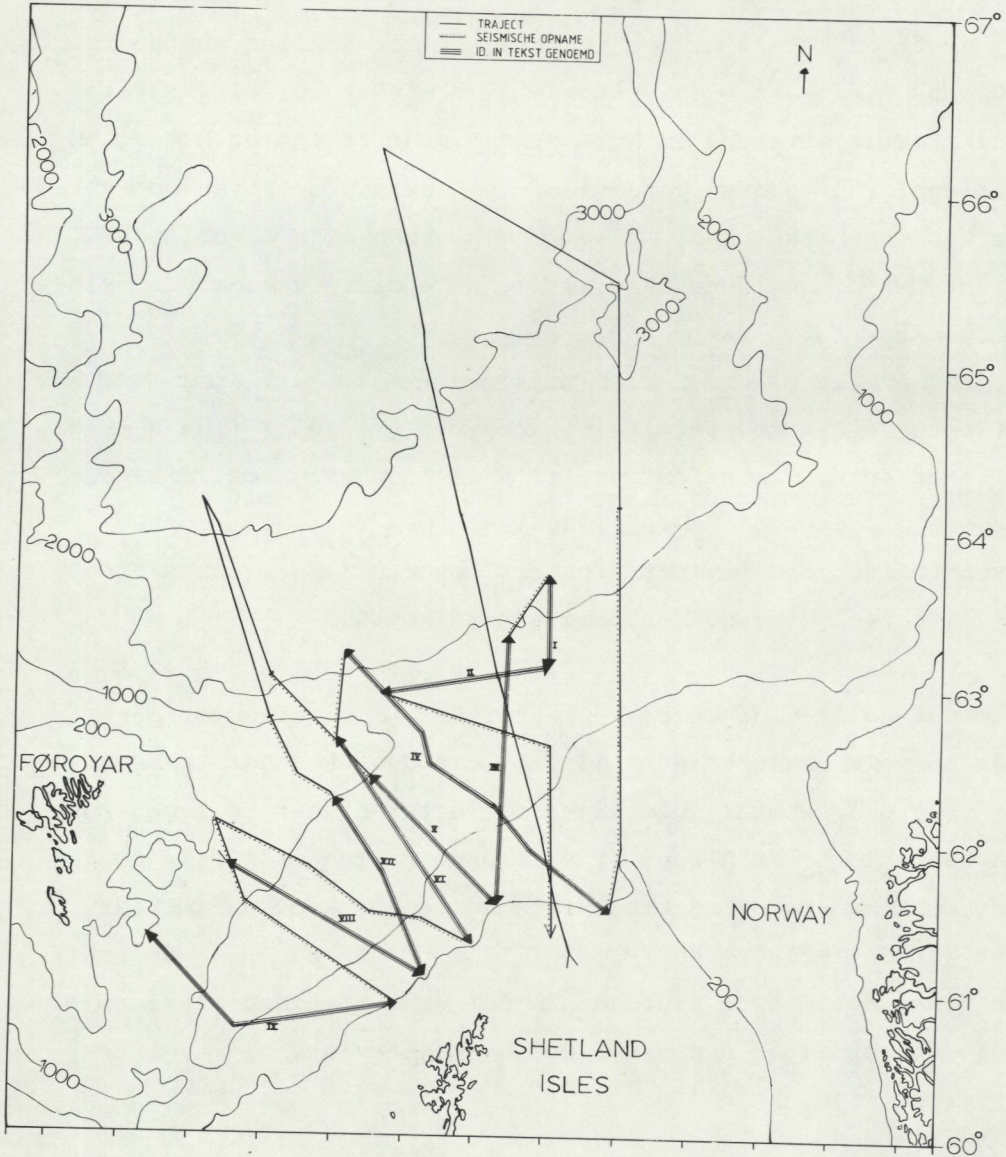 TRAJECT
SEISMISCHE OPNAME
ID. IN TEKST GENOEMD
N
67°
66°
65°
64°
63°
62°
61°
60°
2000
3000
3000
2000
3000
1000
2000
1000
200
FØROYAR
I
II
III
IV
V
VI
VII
VIII
IX
NORWAY
200
SHETLAND
ISLES
1000